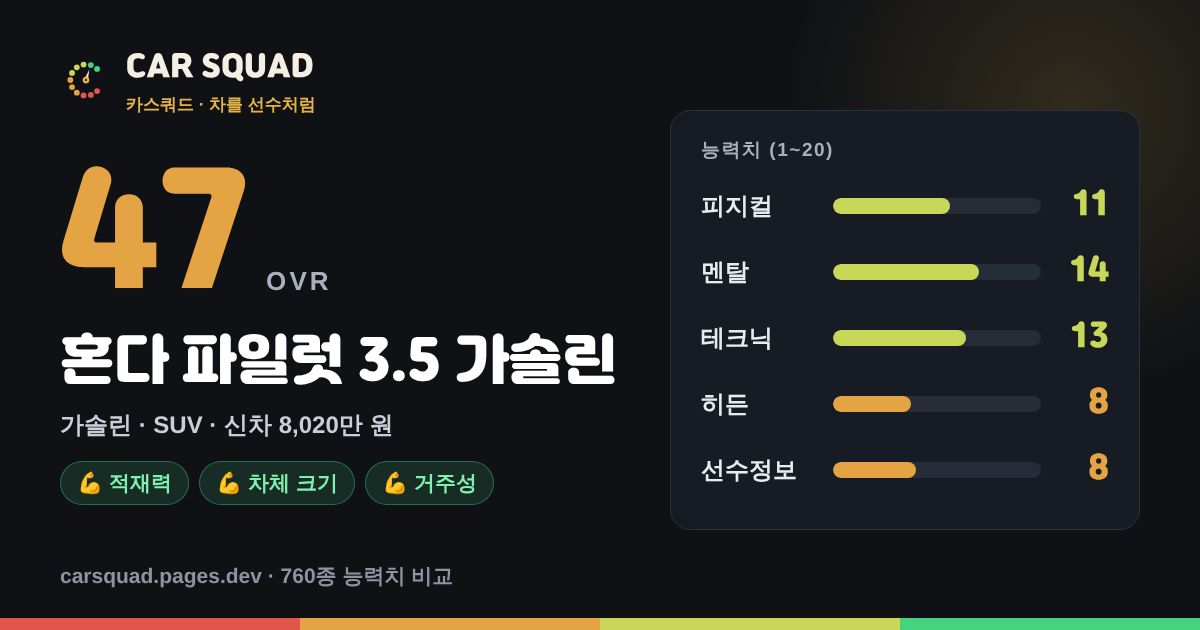 CAR SQUAD
카스쿼드 · 차를 선수처럼
47 OVR
혼다 파일럿 3.5 가솔린
가솔린 · SUV · 신차 8,020만 원
💪 적재력 💪 차체 크기 💪 거주성
carsquad.pages.dev · 760종 능력치 비교
능력치 (1~20)
피지컬 11
멘탈 14
테크닉 13
히든 8
선수정보 8